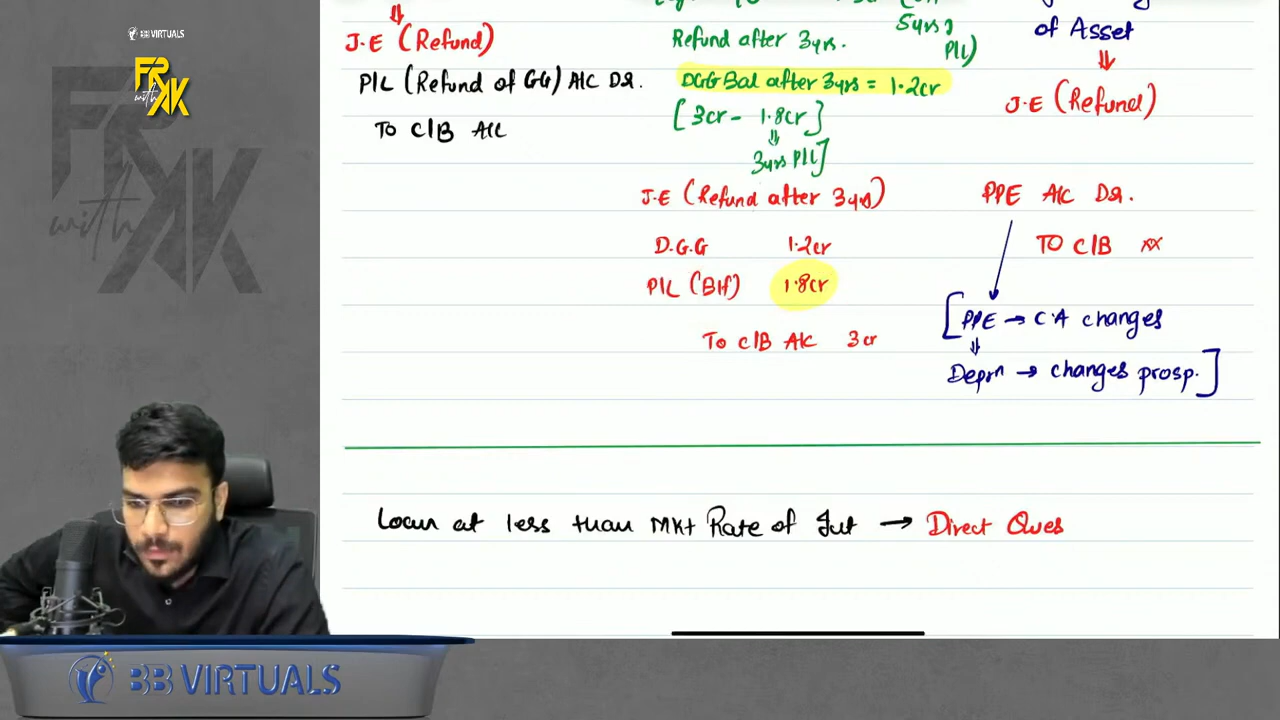 BB VIRTUALS
FR
with
AK
J.E (Refund)
P/L (Refund of GG) A/C Dr.
To C/B A/C
5yrs
P/L)
Refund after 3yrs.
DGG Bal after 3yrs = 1.2cr
[3cr - 1.8cr]
3yrs P/L]
J.E (Refund after 3yrs)
D.G.G 1.2cr
P/L (B/f) 1.8cr
To C/B A/C 3cr
of Asset
J.E (Refund)
PPE A/C Dr.
To C/B xx
[PPE → C.A changes
Deprn → changes prosp.]
Loan at less than Mkt Rate of Int → Direct Ques
BB VIRTUALS